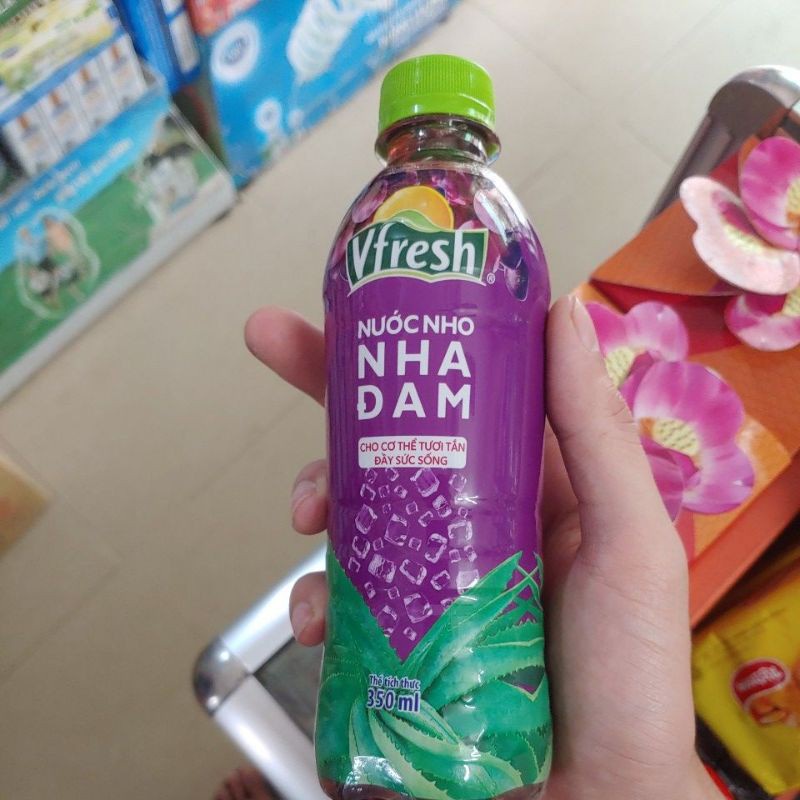 Vfresh®
NƯỚC NHO
NHA
ĐAM
CHO CƠ THỂ TƯƠI TẮN
ĐẦY SỨC SỐNG
Thể tích thực
350 ml